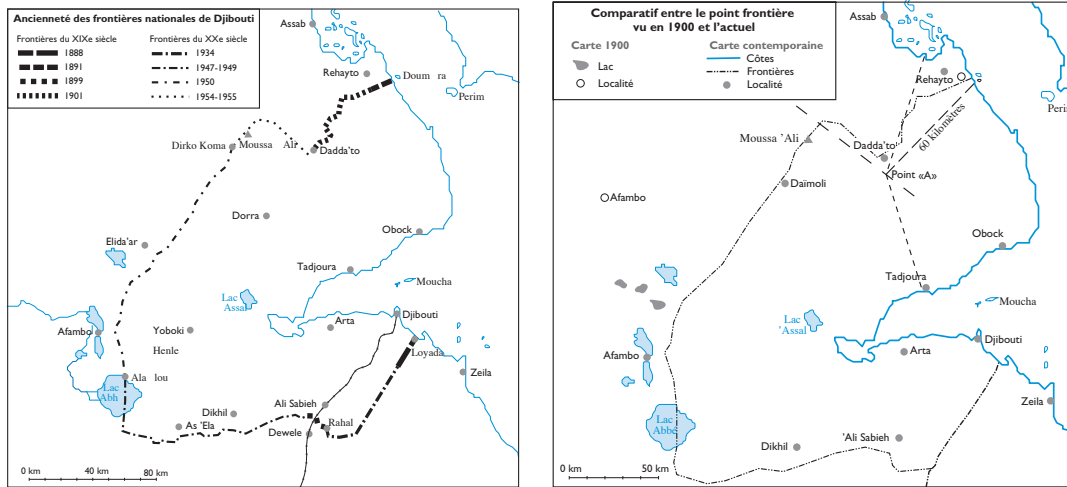 Ancienneté des frontières nationales de Djibouti
Frontières du XIXe siècle
1888
1891
1899
1901
Frontières du XXe siècle
1934
1947-1949
1950
1954-1955
Assab
Rehayto
Doum ra
Perim
Dirko Koma
Moussa Ali
Dadda'to
Dorra
Elida'ar
Obock
Tadjoura
Moucha
Lac
Assal
Djibouti
Afambo
Yoboki
Arta
Henle
Loyada
Zeila
Ala lou
Lac
Abh
Ali Sabieh
Dikhil
As 'Ela
Rahal
Dewele
0 km
40 km
80 km
Comparatif entre le point frontière
vu en 1900 et l'actuel
Carte 1900
Lac
Localité
Carte contemporaine
Côtes
Frontières
Localité
Assab
Rehayto
Perim
60 kilomètres
Moussa 'Ali
Dadda'to
Point «A»
Daïmoli
Afambo
Obock
Tadjoura
Moucha
Lac
'Assal
Djibouti
Arta
Afambo
Zeila
Lac
Abbé
'Ali Sabieh
Dikhil
0 km
50 km